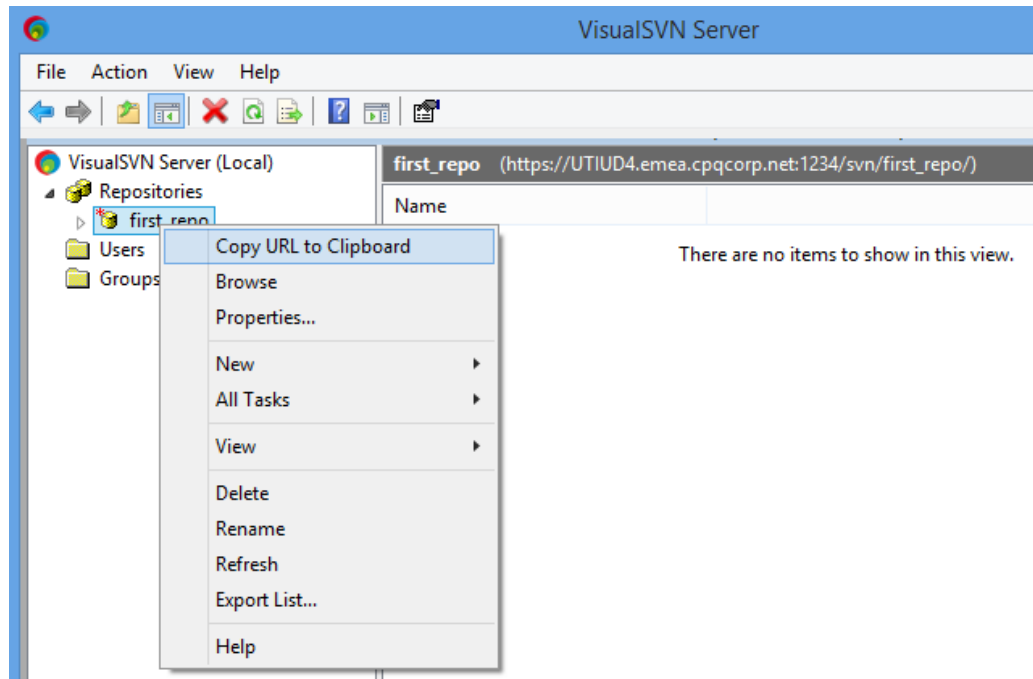 VisualSVN Server
File Action View Help
VisualSVN Server (Local)
Repositories
first_repo
Users
Groups
first_repo (https://UTIUD4.emea.cpqcorp.net:1234/svn/first_repo/)
Name
There are no items to show in this view.
Copy URL to Clipboard
Browse
Properties...
New
All Tasks
View
Delete
Rename
Refresh
Export List...
Help